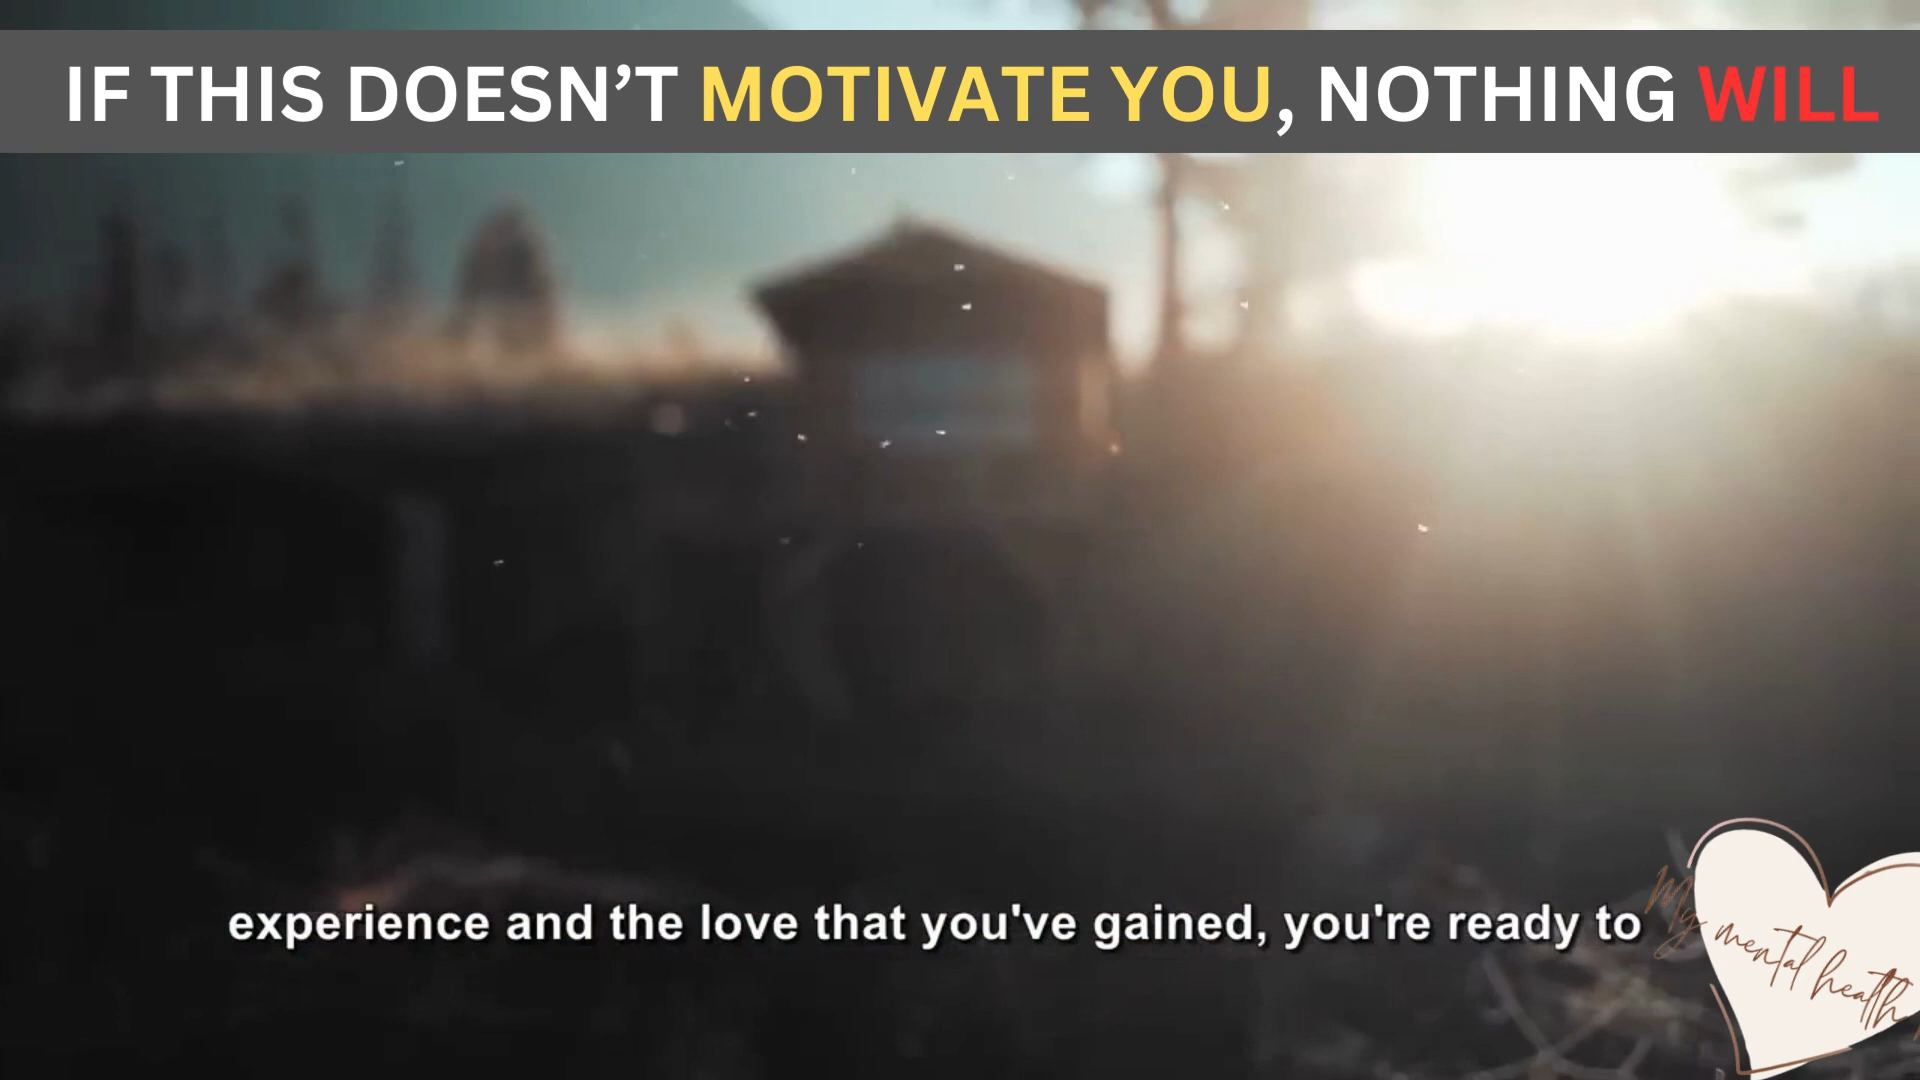 IF THIS DOESN’T MOTIVATE YOU, NOTHING WILL
experience and the love that you've gained, you're ready to
My mental health